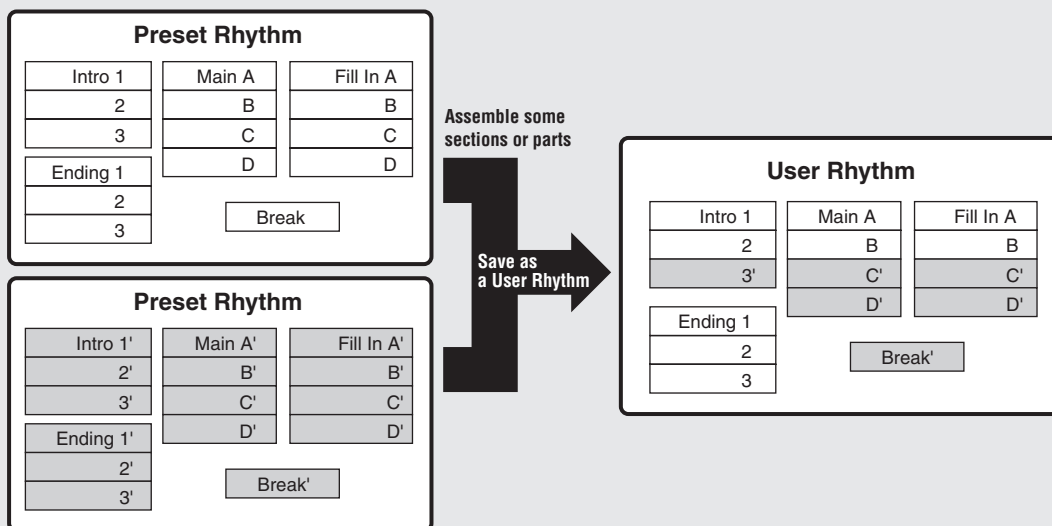 Preset Rhythm
Intro 1
2
3
Ending 1
2
3
Main A
B
C
D
Fill In A
B
C
D
Break
Preset Rhythm
Intro 1'
2'
3'
Ending 1'
2'
3'
Main A'
B'
C'
D'
Fill In A'
B'
C'
D'
Break'
Assemble some
sections or parts
Save as
a User Rhythm
User Rhythm
Intro 1
2
3'
Ending 1
2
3
Main A
B
C'
D'
Fill In A
B
C'
D'
Break'